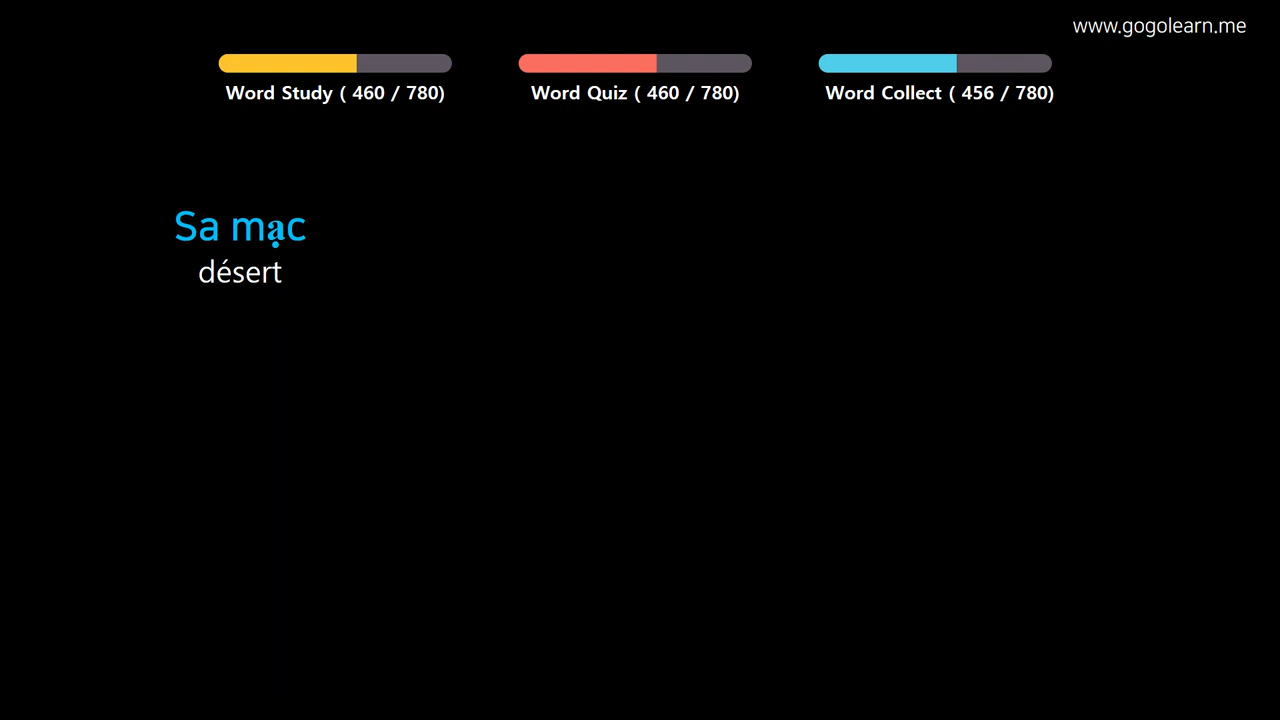 www.gogolearn.me
Word Study ( 460 / 780)
Word Quiz ( 460 / 780)
Word Collect ( 456 / 780)
Sa mạc
désert